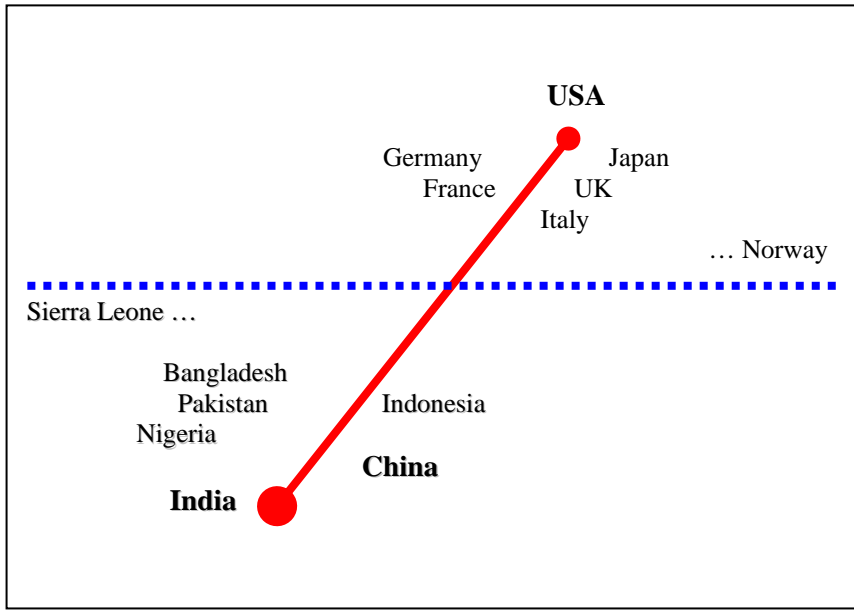 USA
Germany Japan
France UK
Italy
… Norway
Sierra Leone …
Bangladesh
Pakistan Indonesia
Nigeria
China
India